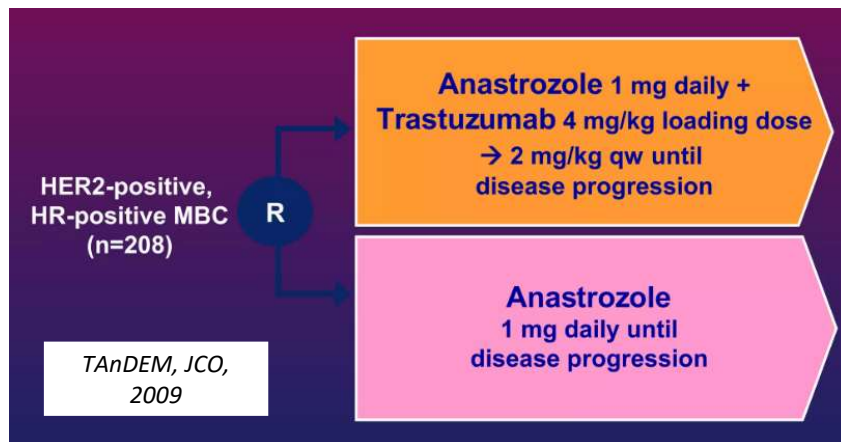 Anastrozole 1 mg daily +
Trastuzumab 4 mg/kg loading dose
→ 2 mg/kg qw until
disease progression
HER2-positive,
HR-positive MBC
(n=208)
R
Anastrozole
1 mg daily until
disease progression
TAnDEM, JCO,
2009